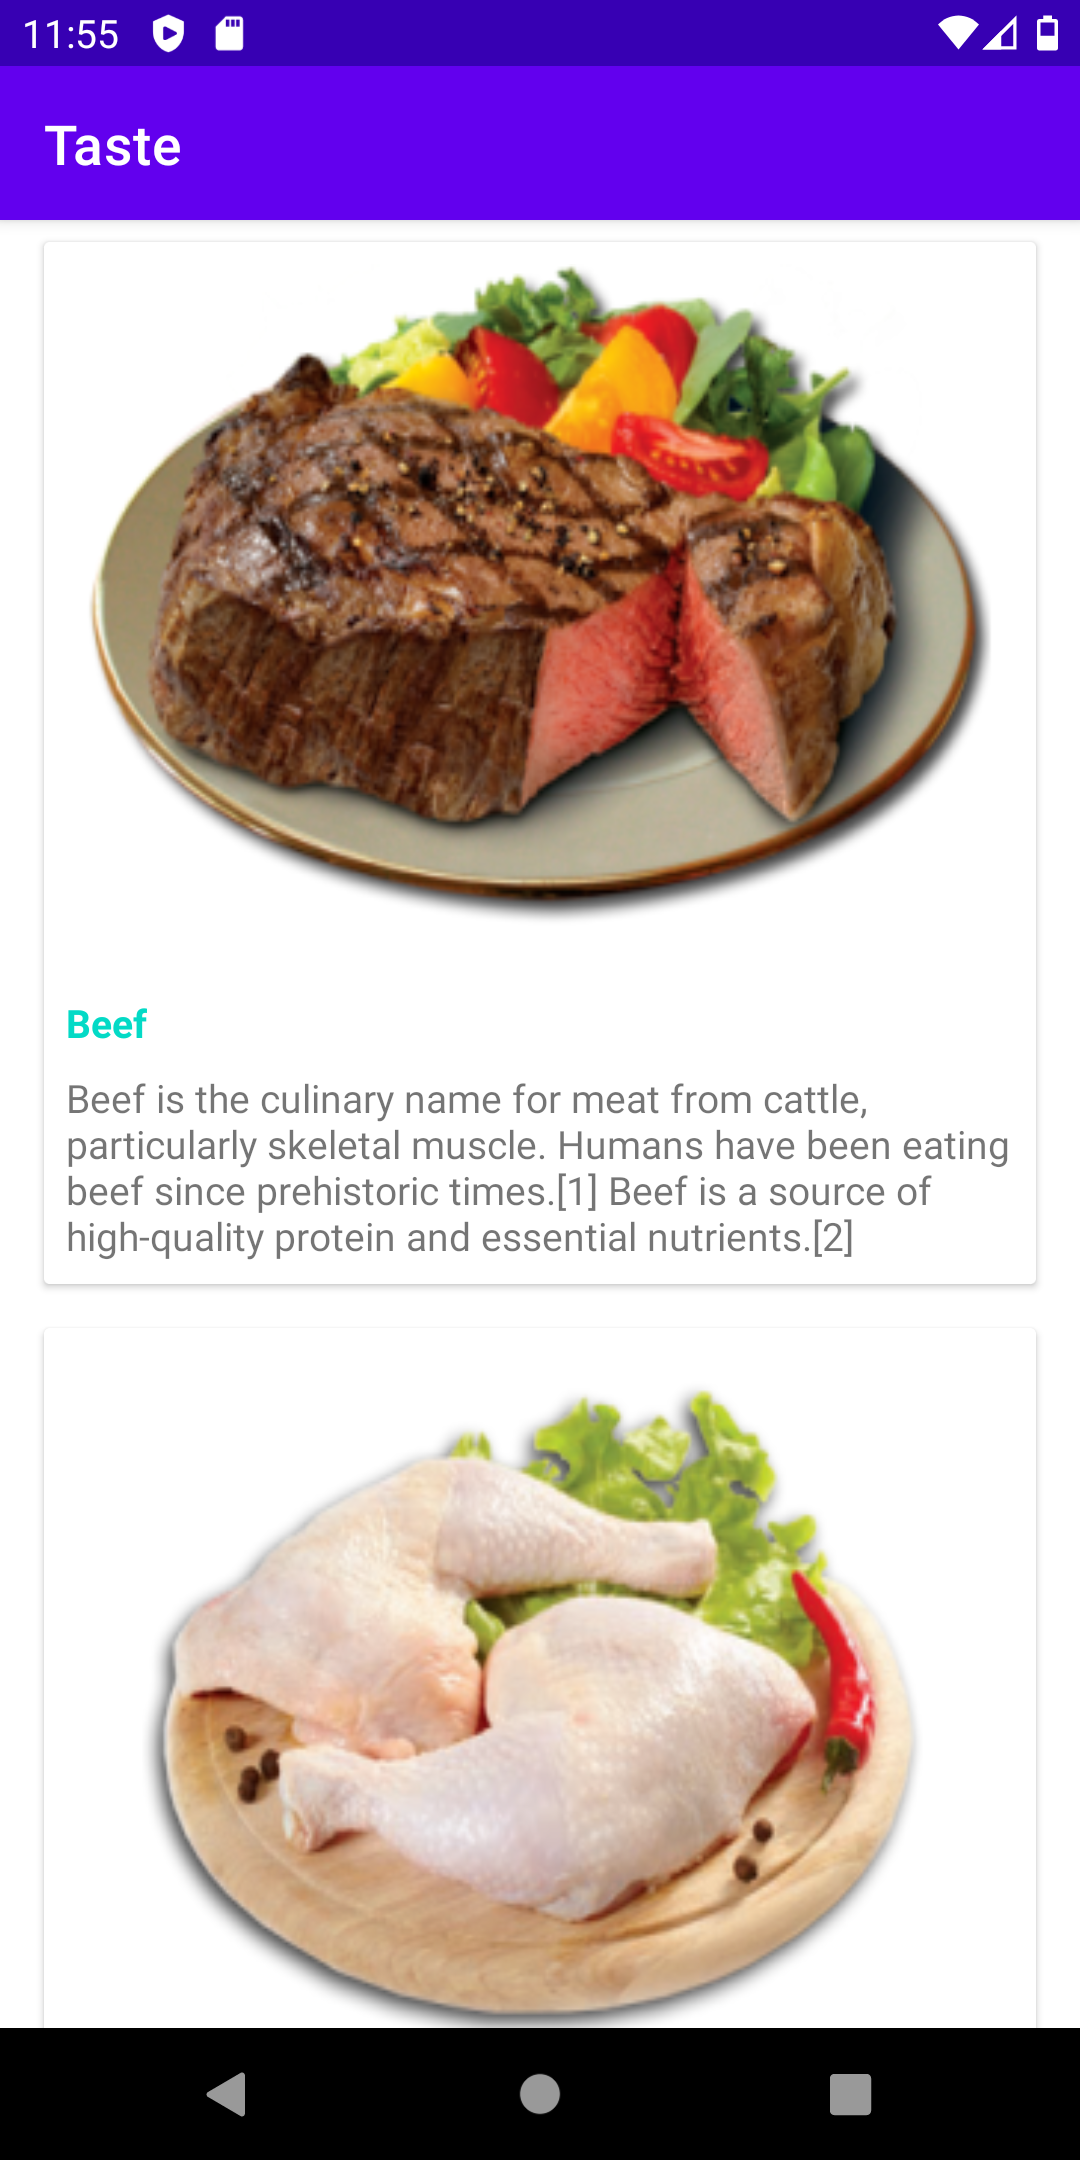 11:55
Taste
Beef
Beef is the culinary name for meat from cattle,
particularly skeletal muscle. Humans have been eating
beef since prehistoric times.[1] Beef is a source of
high-quality protein and essential nutrients.[2]